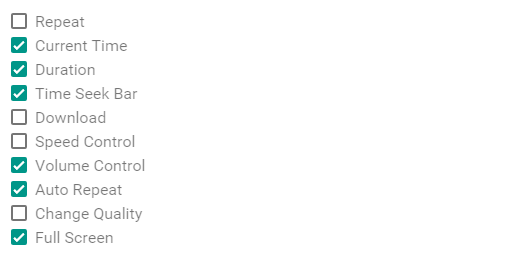 Repeat
Current Time
Duration
Time Seek Bar
Download
Speed Control
Volume Control
Auto Repeat
Change Quality
Full Screen